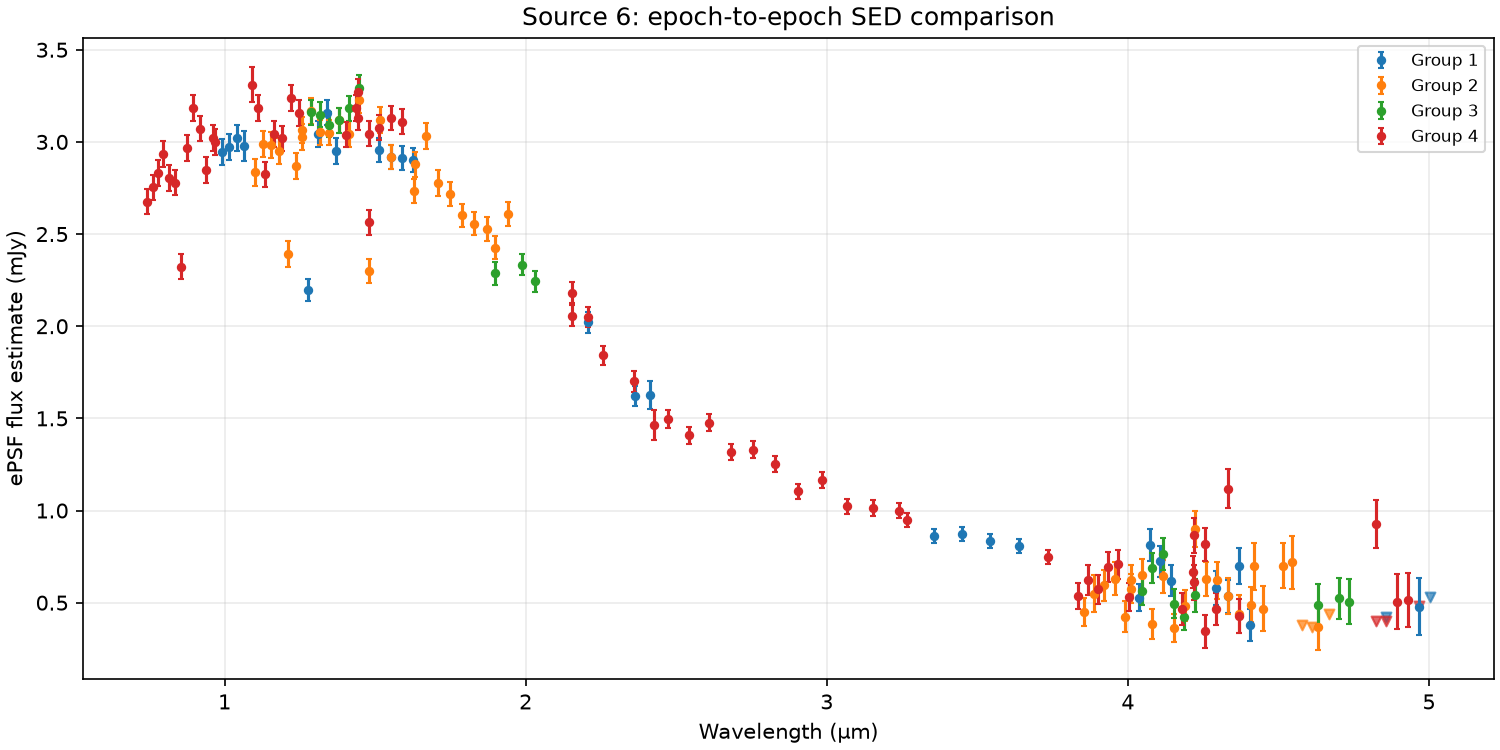 Source 6: epoch-to-epoch SED comparison
ePSF flux estimate (mJy)
3.5
3.0
2.5
2.0
1.5
1.0
0.5
Group 1
Group 2
Group 3
Group 4
1 2 3 4 5
Wavelength (µm)